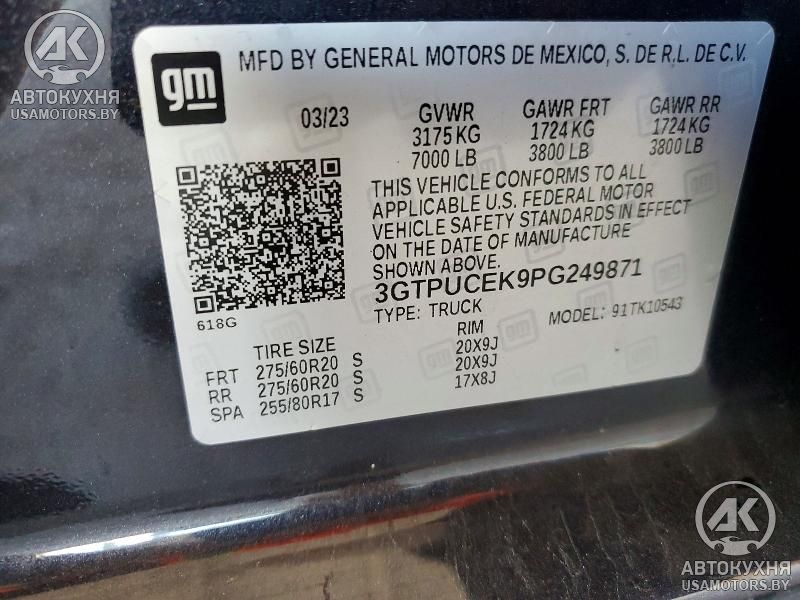 AK
АВТОКУХНЯ
USAMOTORS.BY
gm
MFD BY GENERAL MOTORS DE MEXICO, S. DE R.L. DE C.V.
03/23 GVWR GAWR FRT GAWR RR
3175 KG 1724 KG 1724 KG
7000 LB 3800 LB 3800 LB
THIS VEHICLE CONFORMS TO ALL
APPLICABLE U.S. FEDERAL MOTOR
VEHICLE SAFETY STANDARDS IN EFFECT
ON THE DATE OF MANUFACTURE
SHOWN ABOVE.
3GTPUCEK9PG249871
TYPE: TRUCK MODEL: 91TK10543
618G
TIRE SIZE RIM
FRT 275/60R20 S 20X9J
RR 275/60R20 S 20X9J
SPA 255/80R17 S 17X8J
AK
АВТОКУХНЯ
USAMOTORS.BY